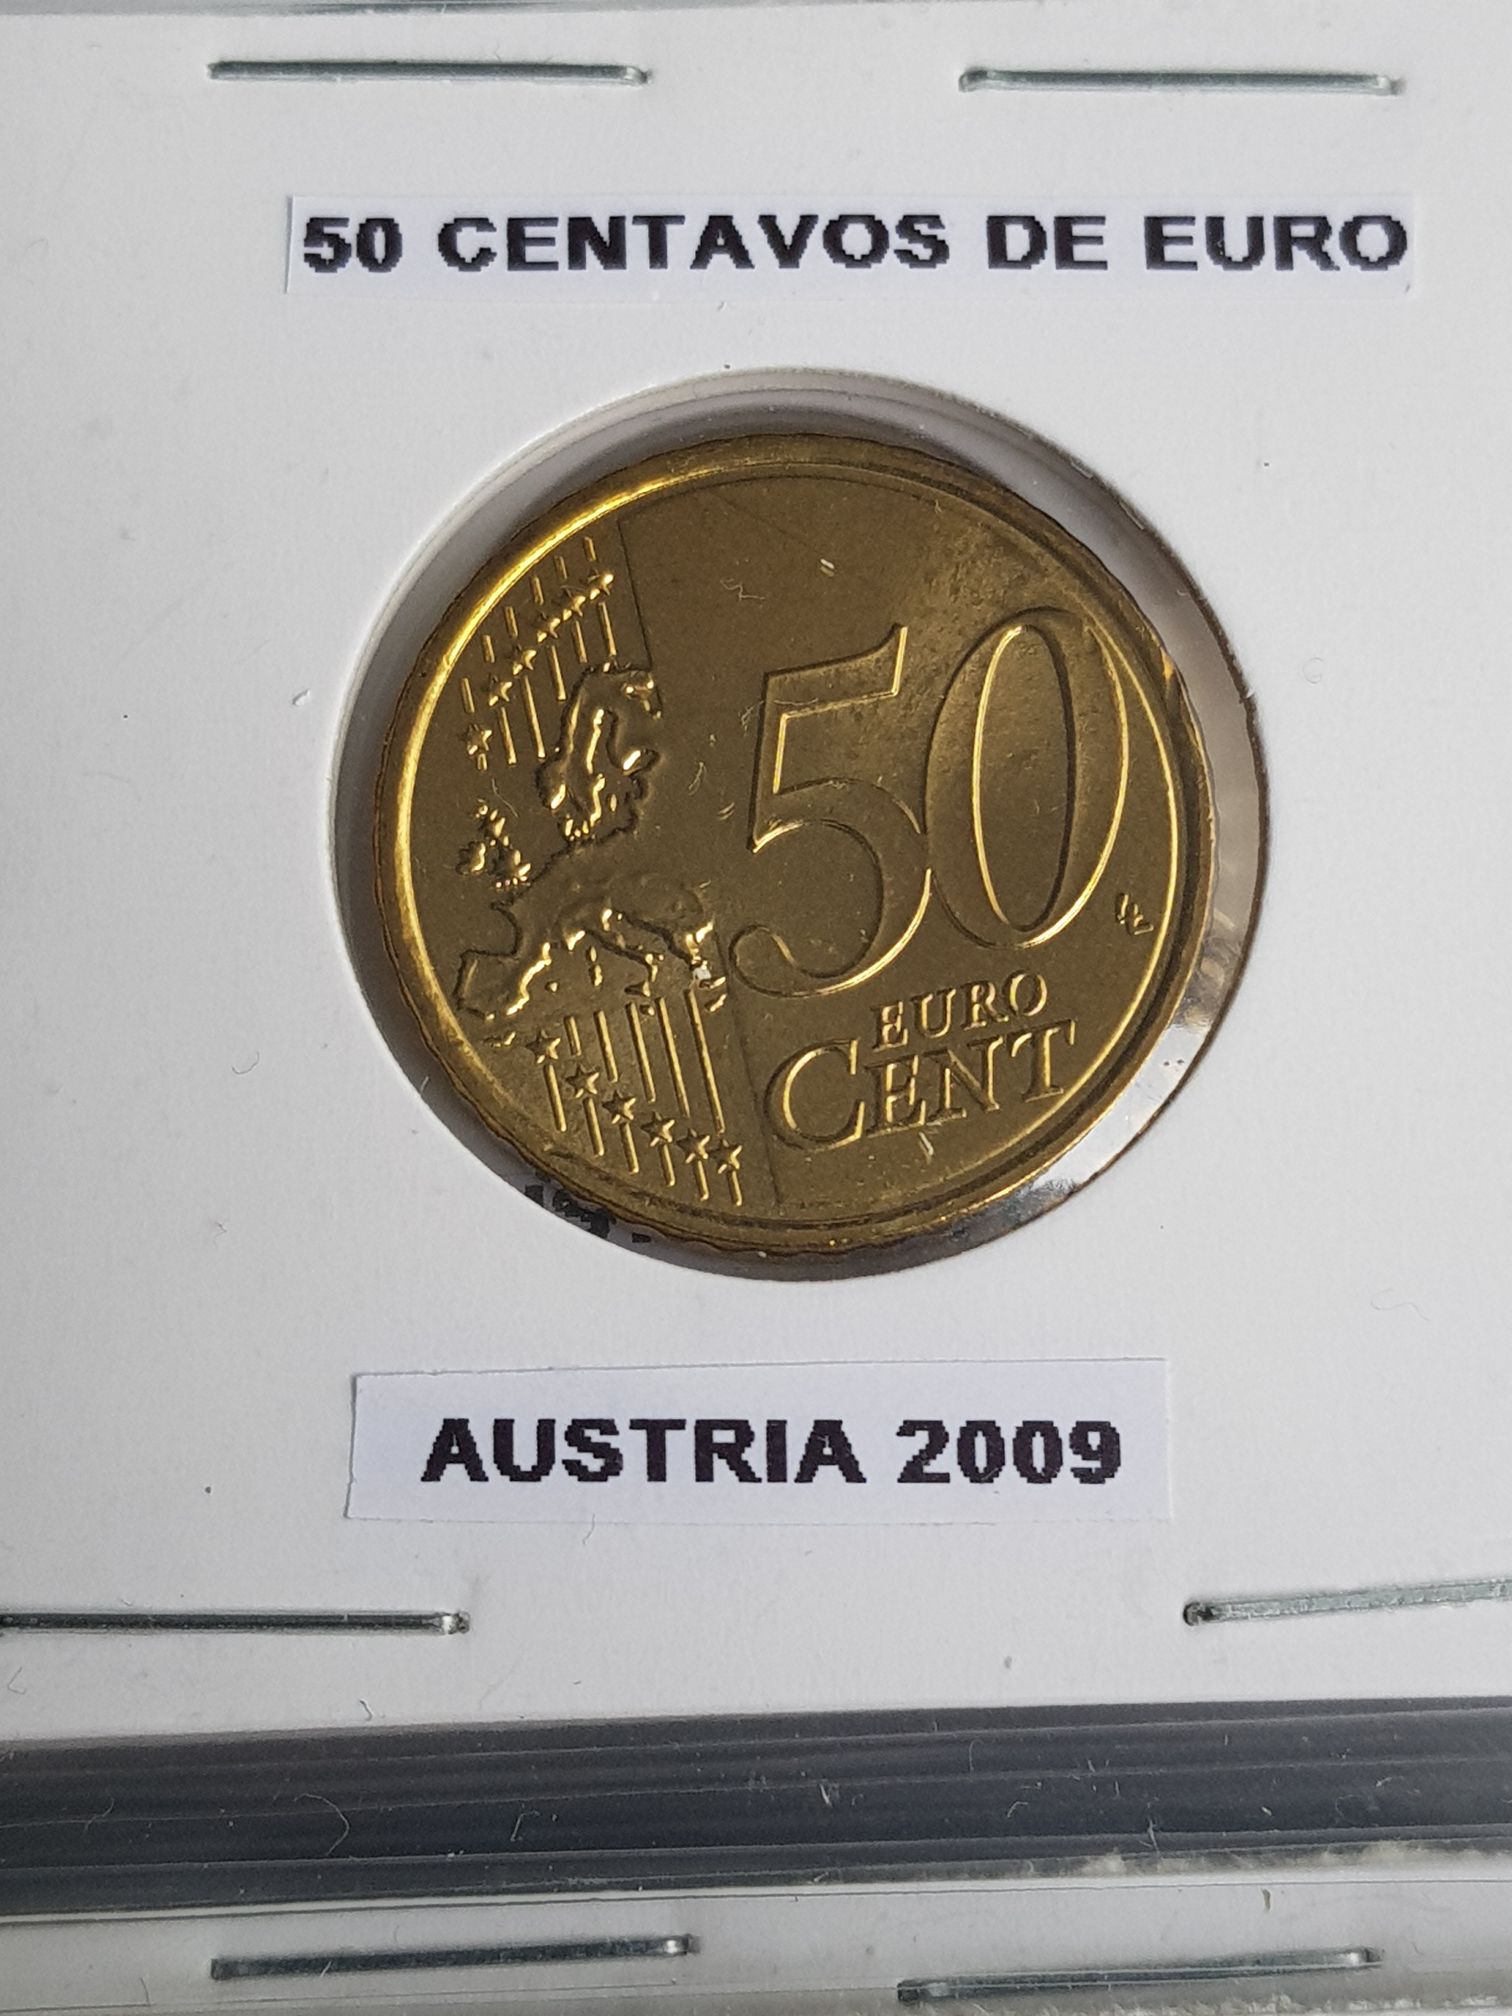 50 CENTAVOS DE EURO
50
EURO
CENT
AUSTRIA 2009